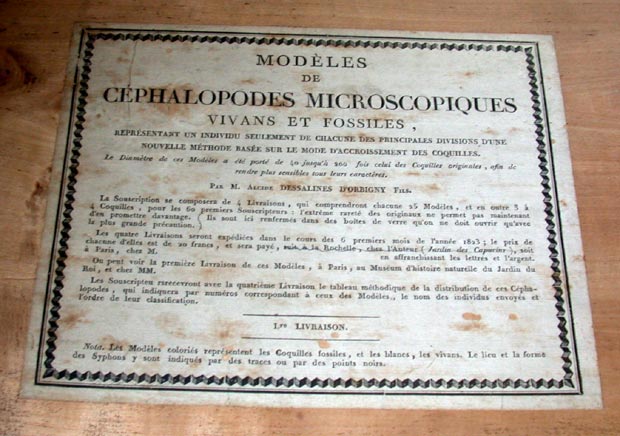 MODÈLES
DE
CÉPHALOPODES MICROSCOPIQUES
VIVANS ET FOSSILES,
REPRÉSENTANT UN INDIVIDU SEULEMENT DE CHACUNE DES PRINCIPALES DIVISIONS D'UNE
NOUVELLE MÉTHODE BASÉE SUR LE MODE D'ACCROISSEMENT DES COQUILLES.
Le Diamètre de ces Modèles a été porté de 40 jusqu'à 200 fois celui des Coquilles originales, afin de
rendre plus sensibles tous leurs caractères.
PAR M. ALCIDE DESSALINES D'ORBIGNY FILS.
La Souscription se composera de 4 Livraisons, qui comprendront chacune 25 Modèles, et en outre 3 à
4 Coquilles, pour les 60 premiers Souscripteurs : l'extrême rareté des originaux ne permet pas maintenant
d'en promettre davantage. Ils sont ici renfermés dans des boîtes de verre qu'on ne doit ouvrir qu'avec
la plus grande précaution.
Les quatre Livraisons seront expédiées dans le cours des 6 premiers mois de l'année 1823 ; le prix de
chacune d'elles est de 20 francs, et sera payé, soit à la Rochelle, chez l'Auteur (Jardin des Capucins), soit
à Paris, chez M. en affranchissant les lettres et l'argent.
On peut voir la première Livraison de ces Modèles, à Paris, au Muséum d'histoire naturelle du Jardin du
Roi, et chez MM.
Les Souscripteurs recevront avec la quatrième Livraison le tableau méthodique de la distribution de ces Cépha-
lopodes, qui indiquera par numéros correspondant à ceux des Modèles, le nom des individus envoyés et
l'ordre de leur classification.
Ire LIVRAISON.
Nota. Les Modèles coloriés représentent les Coquilles fossiles, et les blancs, les vivans. Le lieu et la forme
des Syphons y sont indiqués par des traces ou par des points noirs.